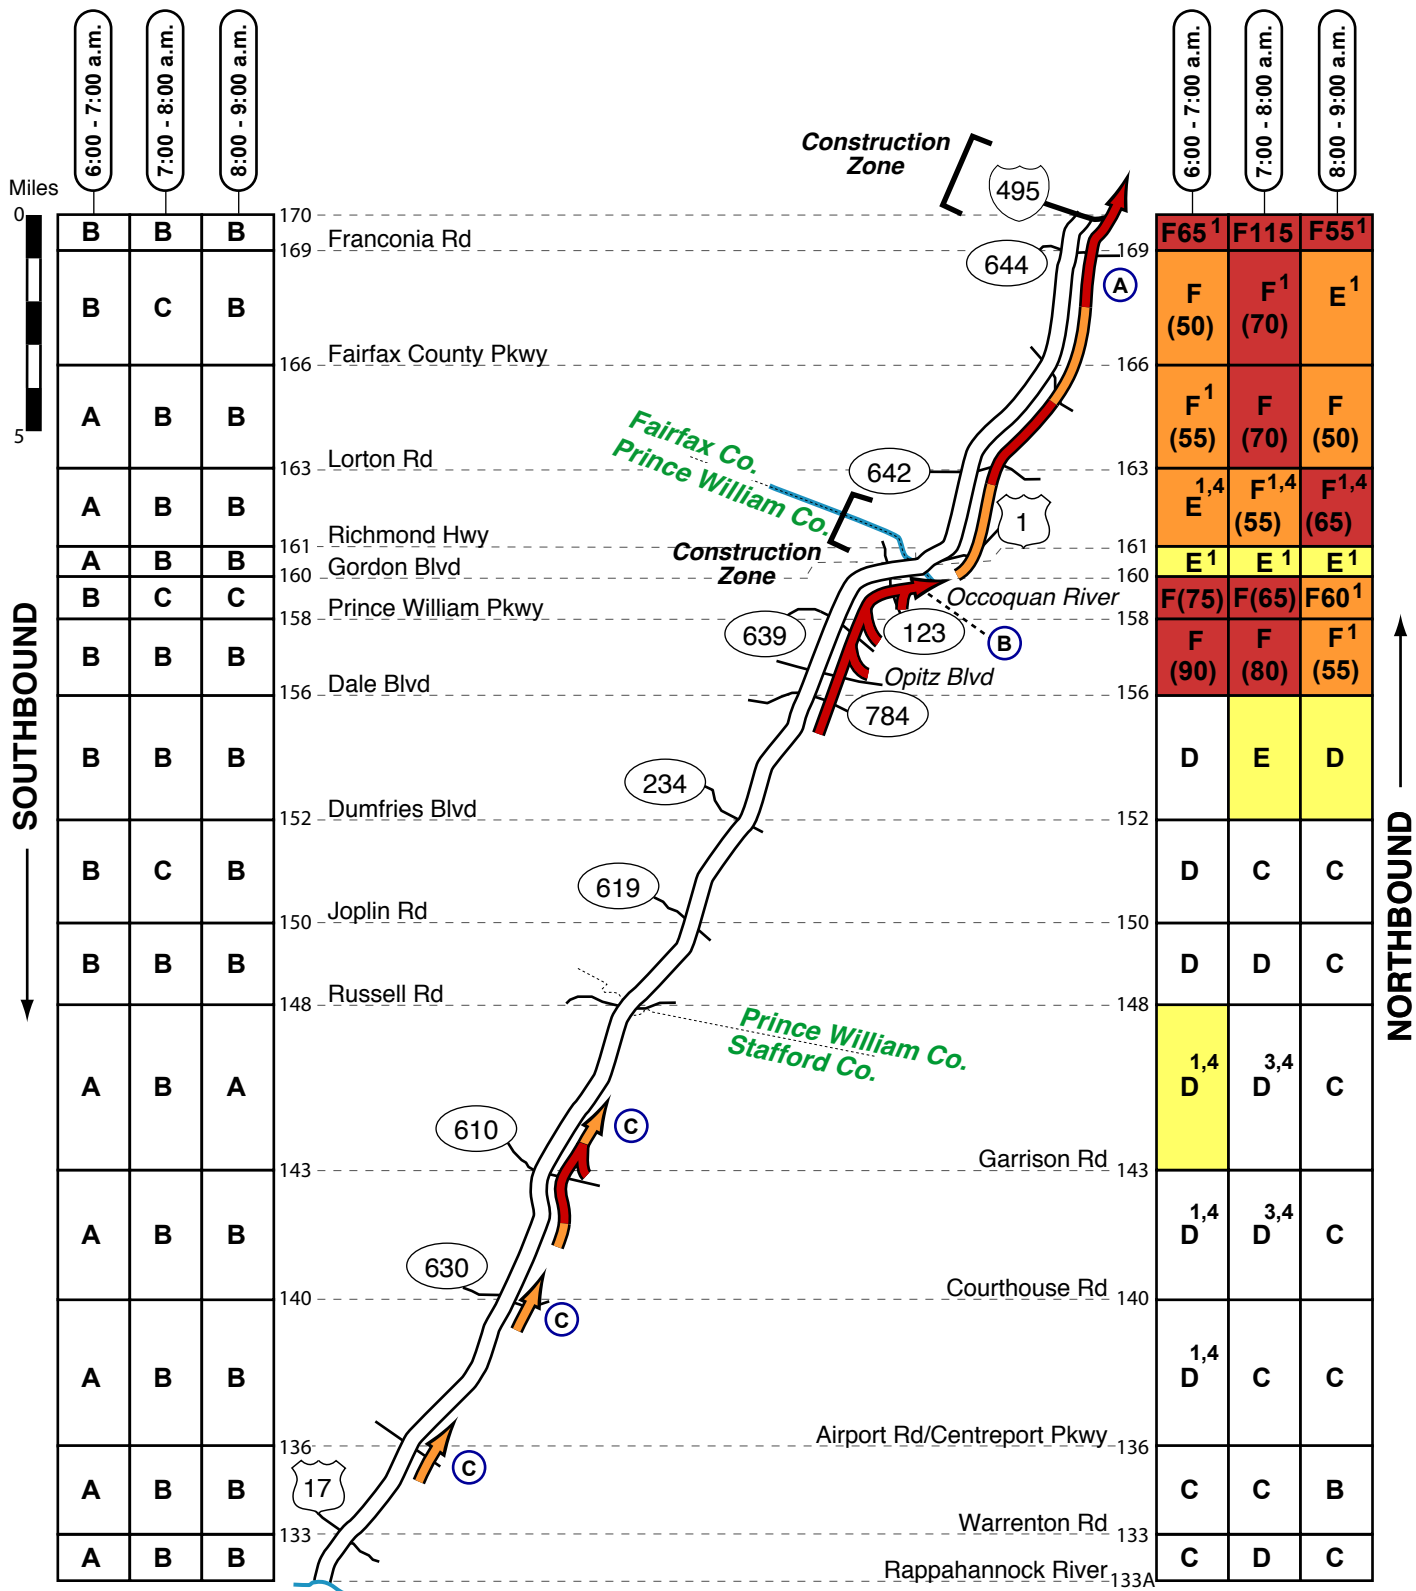 6:00 - 7:00 a.m.
7:00 - 8:00 a.m.
8:00 - 9:00 a.m.
6:00 - 7:00 a.m.
7:00 - 8:00 a.m.
8:00 - 9:00 a.m.
Miles
0
5
SOUTHBOUND
NORTHBOUND
Construction
Zone
495
170
B B B
F65 1 F115 F55 1
Franconia Rd
169
644
169
A
B C B
F (50)
F 1 (70)
E 1
Fairfax County Pkwy
166
166
A B B
F 1 (55)
F (70)
F (50)
Fairfax Co.
Prince William Co.
Lorton Rd
163
642
163
A B B
E 1,4
F 1,4 (55)
F 1,4 (65)
1
Richmond Hwy
161
161
Construction
Zone
A B B
E 1 E 1 E 1
Gordon Blvd
160
160
B C C
F(75) F(65) F60 1
Occoquan River
Prince William Pkwy
158
158
639
123
B
B B B
F (90)
F (80)
F 1 (55)
Opitz Blvd
Dale Blvd
156
156
784
B B B
D E D
234
Dumfries Blvd
152
152
B C B
D C C
619
Joplin Rd
150
150
B B B
D D C
Russell Rd
148
148
Prince William Co.
Stafford Co.
A B A
D 1,4
D 3,4
C
610
C
Garrison Rd
143
143
A B B
D 1,4
D 3,4
C
630
Courthouse Rd
140
140
C
A B B
D 1,4
C C
Airport Rd/Centreport Pkwy
136
136
C
17
A B B
C C B
Warrenton Rd
133
133
A B B
C D C
Rappahannock River
133A